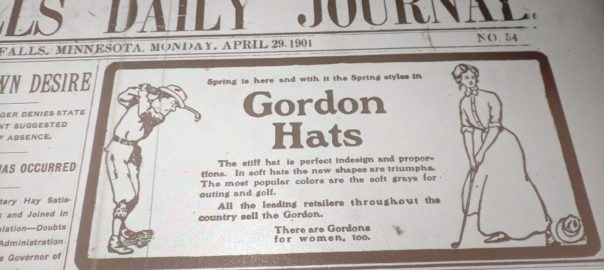 LLS DAILY JOURNAL.
FALLS, MINNESOTA, MONDAY, APRIL 29, 1901
NO. 54
WN DESIRE
GER DENIES STATE
NT SUGGESTED
F ABSENCE.
AS OCCURRED
tary Hay Satis-
k and Joined in
lation—Doubts
Administration
s Governor of
Spring is here and with it the Spring styles in
Gordon
Hats
The stiff hat is perfect indesign and propor-
tions. In soft hats the new shapes are triumphs.
The most popular colors are the soft grays for
outing and golf.
All the leading retailers throughout the
country sell the Gordon.
There are Gordons
for women, too.